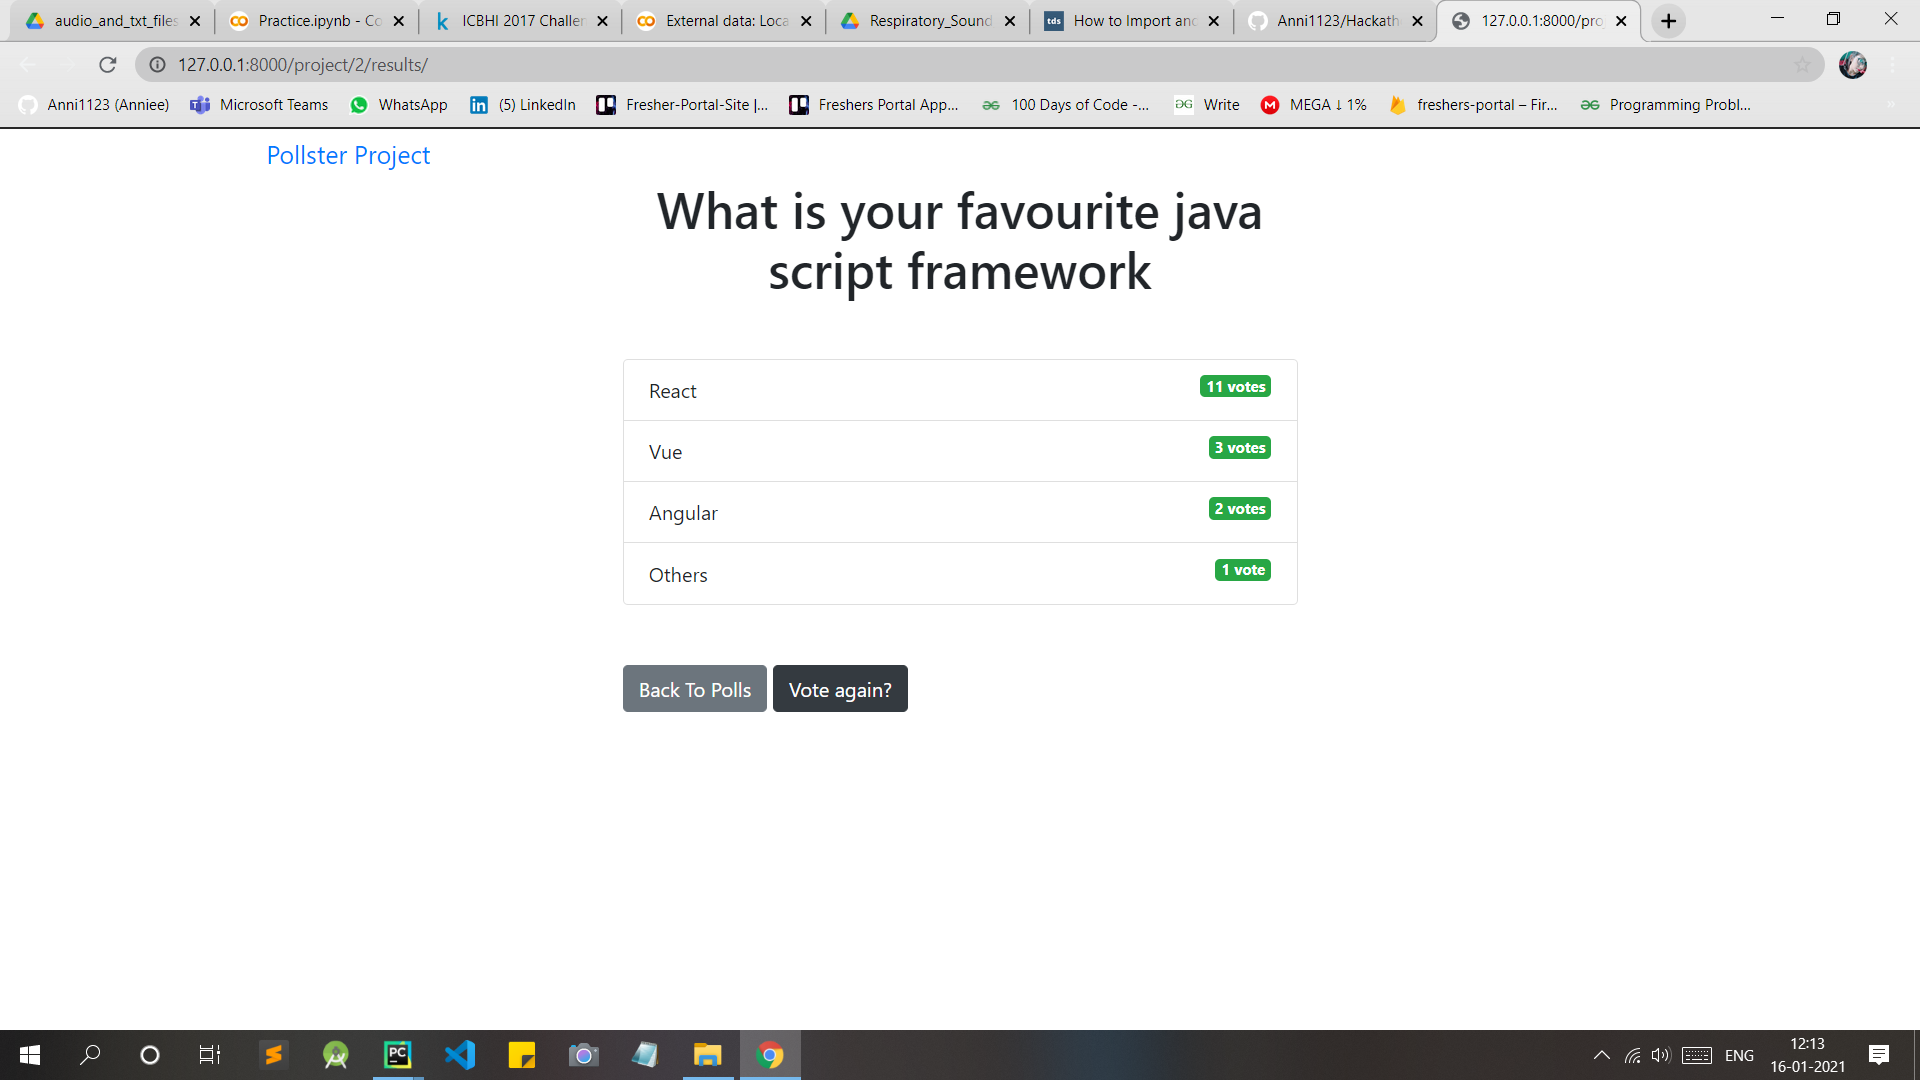 audio_and_txt_files
Practice.ipynb - Co
ICBHI 2017 Challen
External data: Loca
Respiratory_Sound
tds
How to Import and
Anni1123/Hackath
127.0.0.1:8000/pro
127.0.0.1:8000/project/2/results/
Anni1123 (Anniee)
Microsoft Teams
WhatsApp
(5) LinkedIn
Fresher-Portal-Site |...
Freshers Portal App...
100 Days of Code -...
Write
MEGA ↓ 1%
freshers-portal – Fir...
Programming Probl...
Pollster Project
What is your favourite java
script framework
React
11 votes
Vue
3 votes
Angular
2 votes
Others
1 vote
Back To Polls
Vote again?
PC
ENG
12:13
16-01-2021